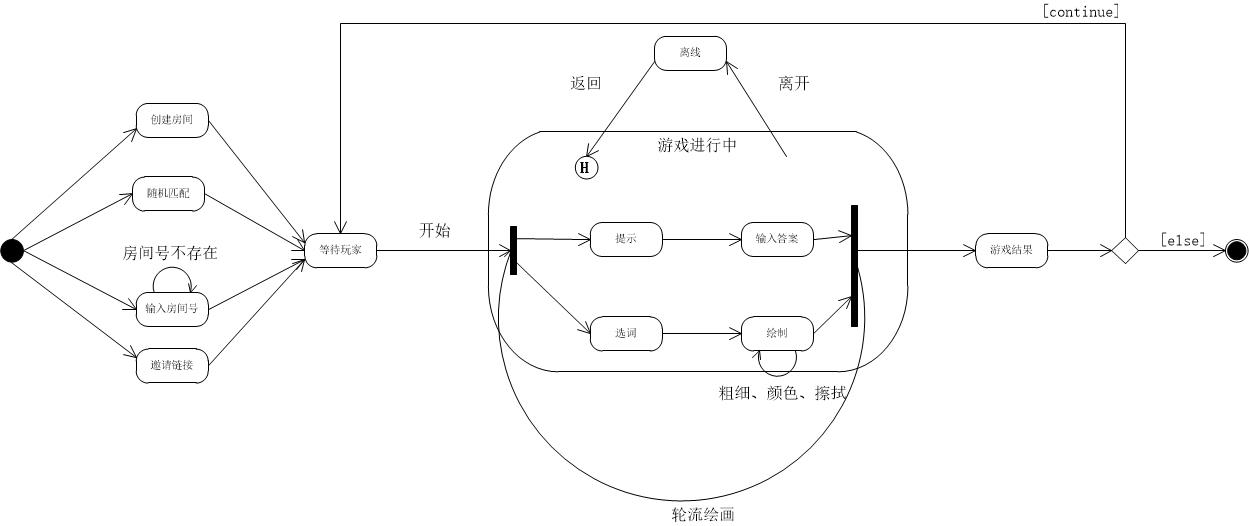 [continue]
离线
返回
离开
创建房间
游戏进行中
H
随机匹配
房间号不存在
等待玩家
开始
提示
输入答案
游戏结果
[else]
输入房间号
选词
绘制
邀请链接
粗细、颜色、擦拭
轮流绘画